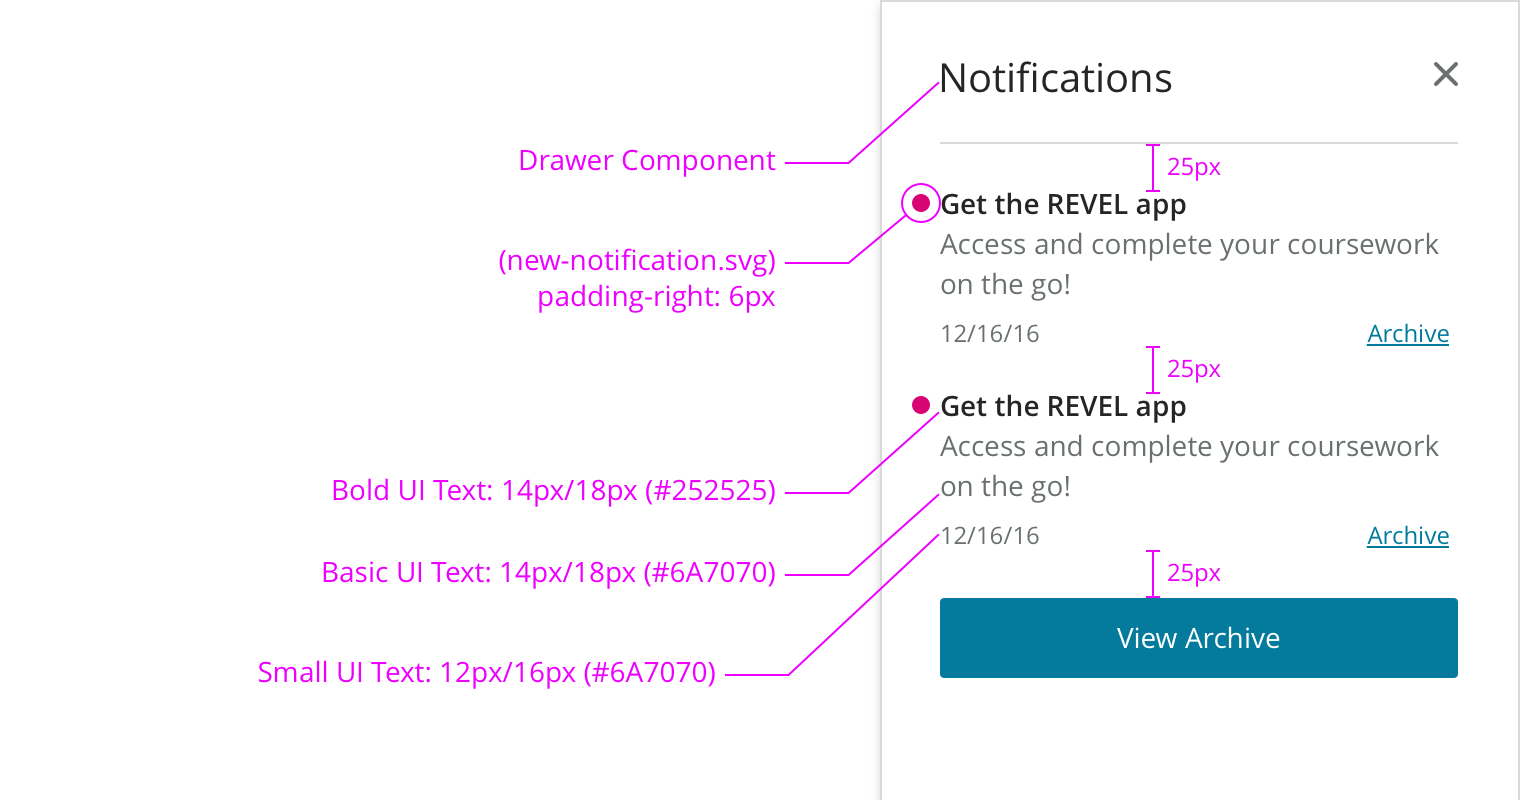 Notifications
Drawer Component
25px
Get the REVEL app
Access and complete your coursework
(new-notification.svg)
on the go!
padding-right: 6px
12/16/16 Archive
25px
Get the REVEL app
Access and complete your coursework
Bold UI Text: 14px/18px (#252525)
on the go!
12/16/16 Archive
Basic UI Text: 14px/18px (#6A7070)
25px
View Archive
Small UI Text: 12px/16px (#6A7070)